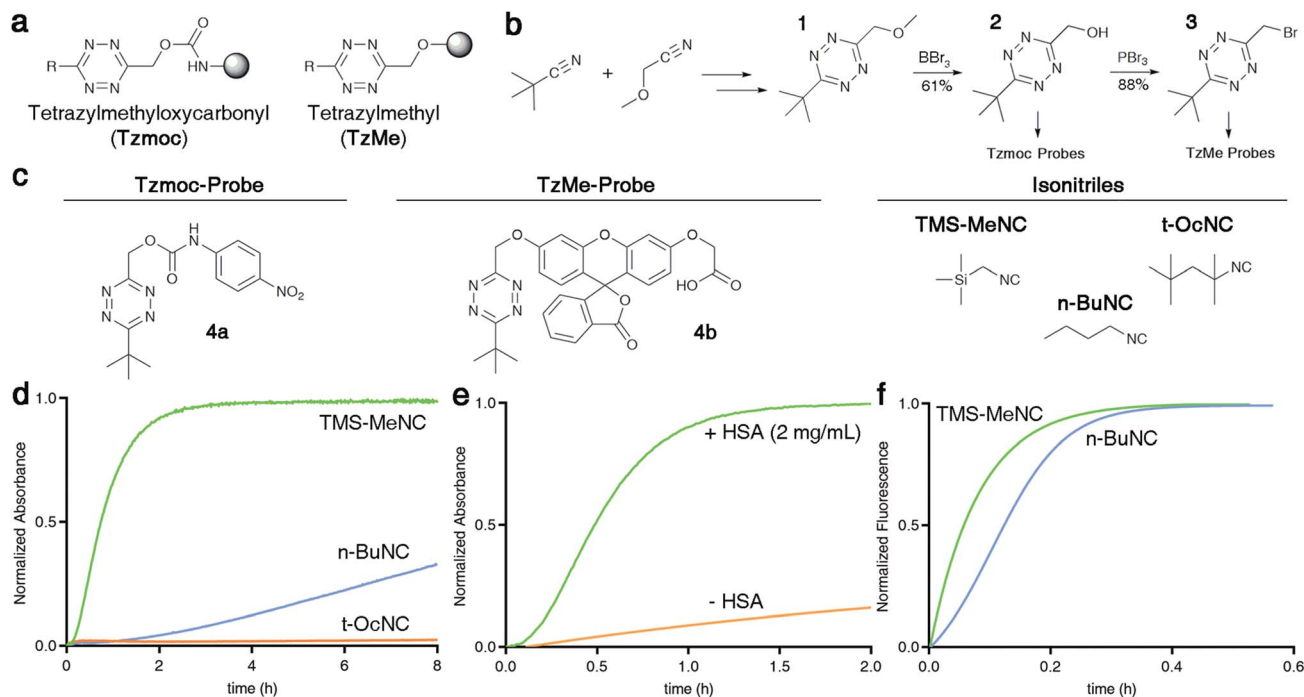 a
R
N N
N N
O
O
N
H
Tetrazylmethyloxycarbonyl
(Tzmoc)
R
N N
N N
O
Tetrazylmethyl
(TzMe)
b
N
+
N
O
1
O
N N
N N
BBr3
61%
2
OH
N N
N N
Tzmoc Probes
PBr3
88%
3
Br
N N
N N
TzMe Probes
c
Tzmoc-Probe
O
H
N
O
NO2
N N
N N
4a
TzMe-Probe
O
O
O
HO
O
N N
N N
O
O
4b
Isonitriles
TMS-MeNC
Si
NC
t-OcNC
NC
n-BuNC
NC
d
Normalized Absorbance
1.0
0.5
0.0
TMS-MeNC
n-BuNC
t-OcNC
0 2 4 6 8
time (h)
e
Normalized Absorbance
1.0
0.5
0.0
+ HSA (2 mg/mL)
- HSA
0.0 0.5 1.0 1.5 2.0
time (h)
f
Normalized Fluorescence
1.0
0.5
0.0
TMS-MeNC
n-BuNC
0.0 0.2 0.4 0.6
time (h)